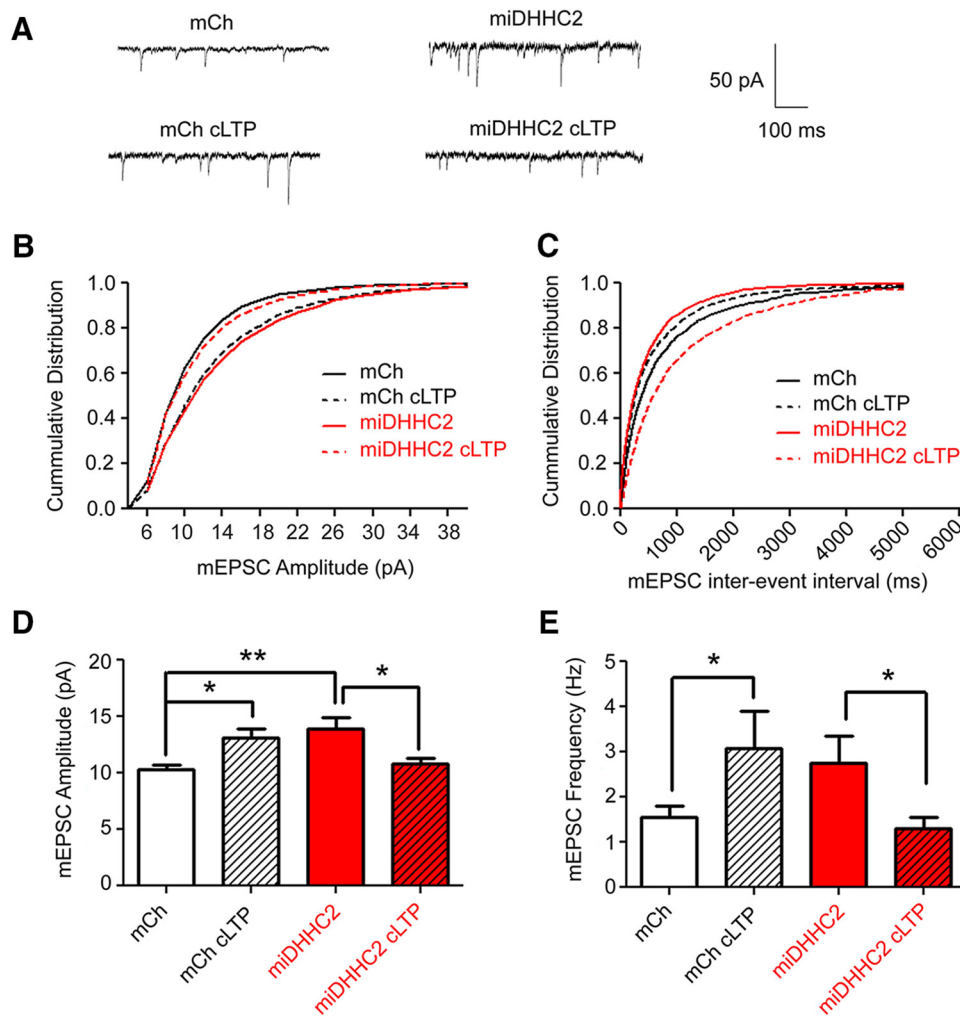 A
mCh
miDHHC2
50 pA
100 ms
mCh cLTP
miDHHC2 cLTP
B
Cummulative Distribution
1.0
0.8
0.6
0.4
0.2
0.0
6 10 14 18 22 26 30 34 38
mEPSC Amplitude (pA)
mCh
mCh cLTP
miDHHC2
miDHHC2 cLTP
C
Cummulative Distribution
1.0
0.8
0.6
0.4
0.2
0.0
0 1000 2000 3000 4000 5000 6000
mEPSC inter-event interval (ms)
mCh
mCh cLTP
miDHHC2
miDHHC2 cLTP
D
mEPSC Amplitude (pA)
20
15
10
5
0
**
*
*
mCh
mCh cLTP
miDHHC2
miDHHC2 cLTP
E
mEPSC Frequency (Hz)
5
4
3
2
1
0
*
*
mCh
mCh cLTP
miDHHC2
miDHHC2 cLTP